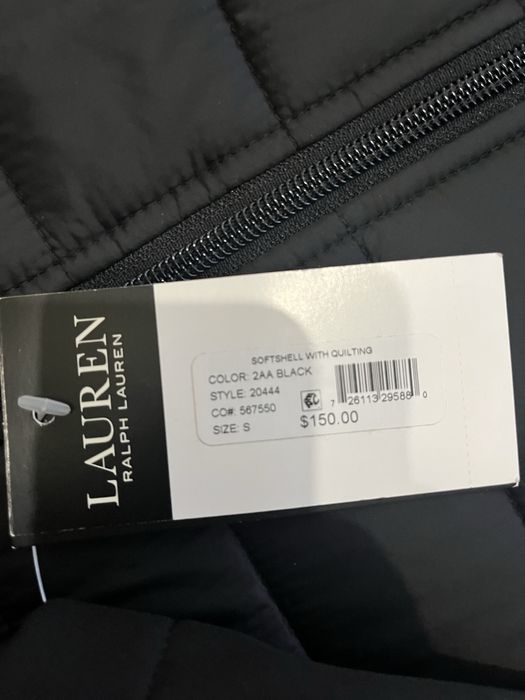 LAUREN
RALPH LAUREN
SOFTSHELL WITH QUILTING
COLOR: 2AA BLACK
STYLE: 20444
CO#: 567550
SIZE: S
7 26113 29588 0
$150.00